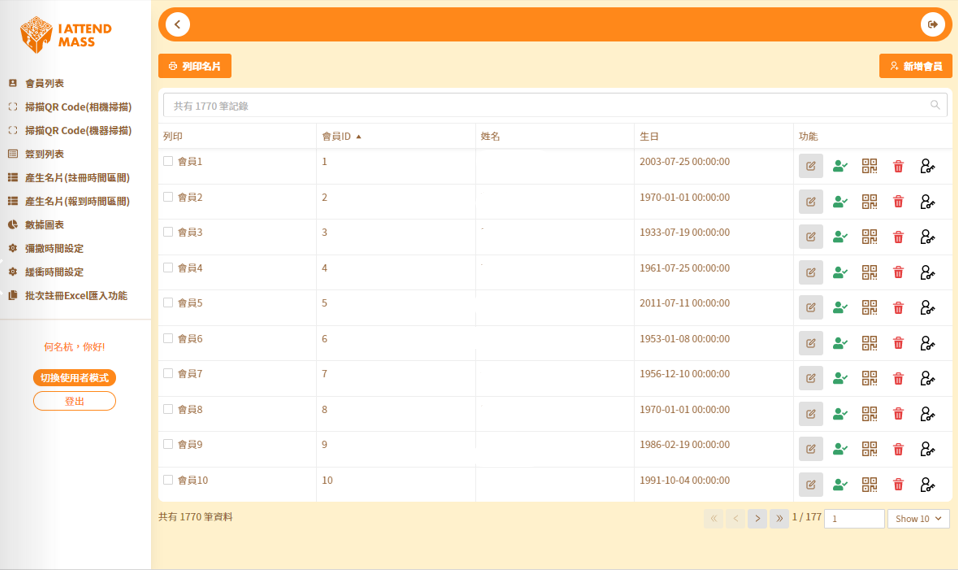 I ATTEND
MASS
會員列表
掃描QR Code(相機掃描)
掃描QR Code(機器掃描)
簽到列表
產生名片(註冊時間區間)
產生名片(報到時間區間)
數據圖表
彌撒時間設定
緩衝時間設定
批次註冊Excel匯入功能
何名杭,你好!
切換使用者模式
登出
列印名片
新增會員
共有 1770 筆記錄
列印 會員ID 姓名 生日 功能
會員1 1 2003-07-25 00:00:00
會員2 2 1970-01-01 00:00:00
會員3 3 1933-07-19 00:00:00
會員4 4 1961-07-25 00:00:00
會員5 5 2011-07-11 00:00:00
會員6 6 1953-01-08 00:00:00
會員7 7 1956-12-10 00:00:00
會員8 8 1970-01-01 00:00:00
會員9 9 1986-02-19 00:00:00
會員10 10 1991-10-04 00:00:00
共有 1770 筆資料 1 / 177 1 Show 10